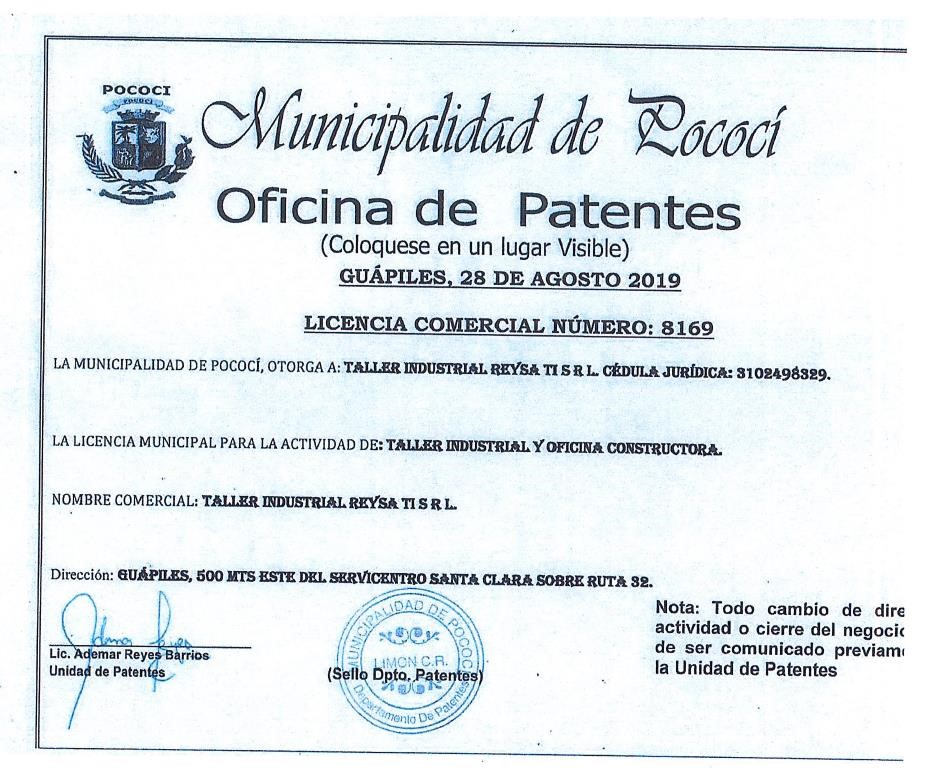 POCOCI
POCOCI
Municipalidad de Pococí
Oficina de Patentes
(Coloquese en un lugar Visible)
GUÁPILES, 28 DE AGOSTO 2019
LICENCIA COMERCIAL NÚMERO: 8169
LA MUNICIPALIDAD DE POCOCÍ, OTORGA A: TALLER INDUSTRIAL REYSA TI S R L. CÉDULA JURÍDICA: 3102498329.
LA LICENCIA MUNICIPAL PARA LA ACTIVIDAD DE: TALLER INDUSTRIAL Y OFICINA CONSTRUCTORA.
NOMBRE COMERCIAL: TALLER INDUSTRIAL REYSA TI S R L.
Dirección: GUÁPILES, 500 MTS ESTE DEL SERVICENTRO SANTA CLARA SOBRE RUTA 32.
Lic. Ademar Reyes Barrios
Unidad de Patentes
MUNICIPALIDAD DE POCOCI
LIMON C.R.
(Sello Dpto. Patentes)
Departamento De Patentes
Nota: Todo cambio de dire
actividad o cierre del negocio
de ser comunicado previam
la Unidad de Patentes